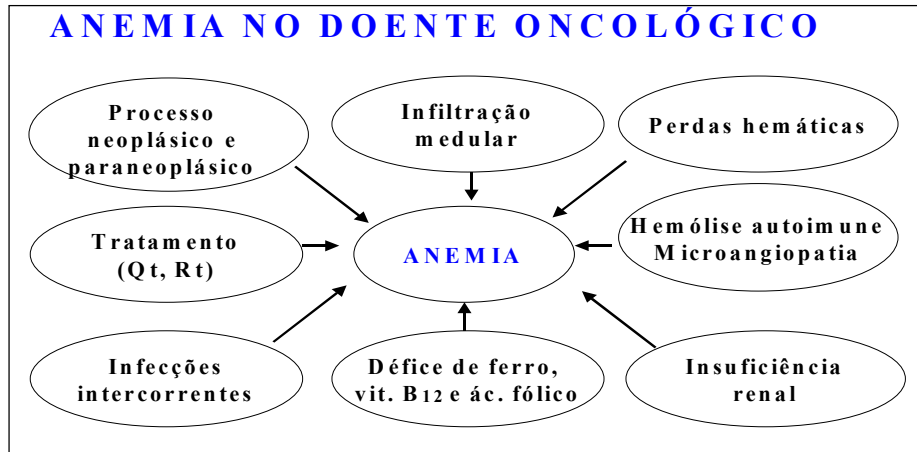 ANEMIA NO DOENTE ONCOLÓGICO
Processo
neoplásico e
paraneoplásico
Infiltração
medular
Perdas hemáticas
Tratamento
(Qt, Rt)
ANEMIA
Hemólise autoimune
Microangiopatia
Infecções
intercorrentes
Défice de ferro,
vit. B12 e ác. fólico
Insuficiência
renal